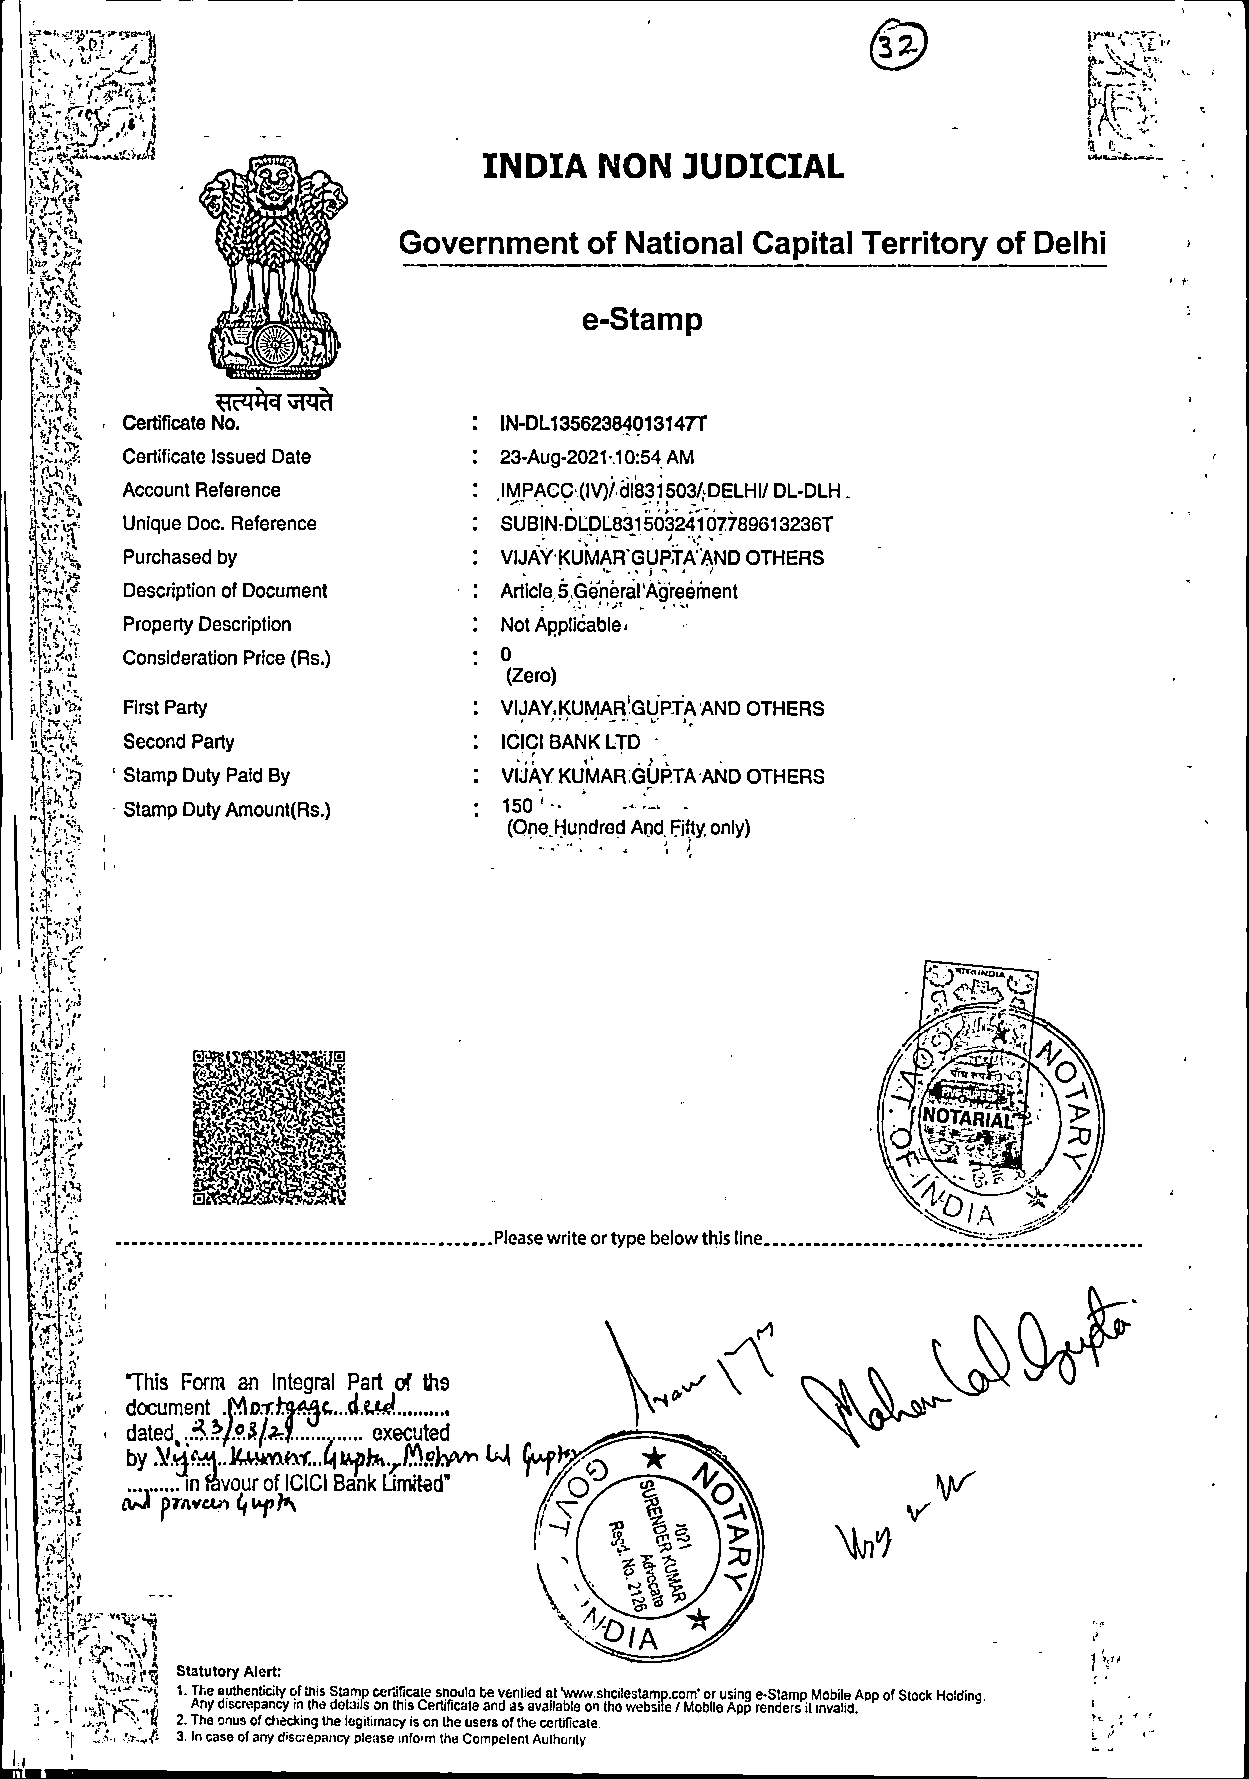 32
INDIA NON JUDICIAL
Government of National Capital Territory of Delhi
e-Stamp
सत्यमेव जयते
Certificate No. : IN-DL13562384013147T
Certificate Issued Date : 23-Aug-2021 10:54 AM
Account Reference : IMPACC (IV)/ dl831503/ DELHI/ DL-DLH
Unique Doc. Reference : SUBIN-DLDL83150324107789613236T
Purchased by : VIJAY KUMAR GUPTA AND OTHERS
Description of Document : Article 5 General Agreement
Property Description : Not Applicable
Consideration Price (Rs.) : 0
(Zero)
First Party : VIJAY KUMAR GUPTA AND OTHERS
Second Party : ICICI BANK LTD
Stamp Duty Paid By : VIJAY KUMAR GUPTA AND OTHERS
Stamp Duty Amount(Rs.) : 150
(One Hundred And Fifty only)
INDIA
NOTARIAL
NOTARY
GOVT. OF INDIA
Please write or type below this line
Mohan Lal Gupta
"This Form an Integral Part of the
document Mortgage deed
dated 23/08/21 executed
by Vijay Kumar Gupta, Mohan Lal Gupta
in favour of ICICI Bank Limited"
and praveen Gupta
NOTARY
GOVT
INDIA
SURENDER KUMAR
Advocate
Regd. No. 2126
Statutory Alert:
1. The authenticity of this Stamp certificate should be verified at 'www.shcilestamp.com' or using e-Stamp Mobile App of Stock Holding.
Any discrepancy in the details on this Certificate and as available on the website / Mobile App renders it invalid.
2. The onus of checking the legitimacy is on the users of the certificate.
3. In case of any discrepancy please inform the Competent Authority